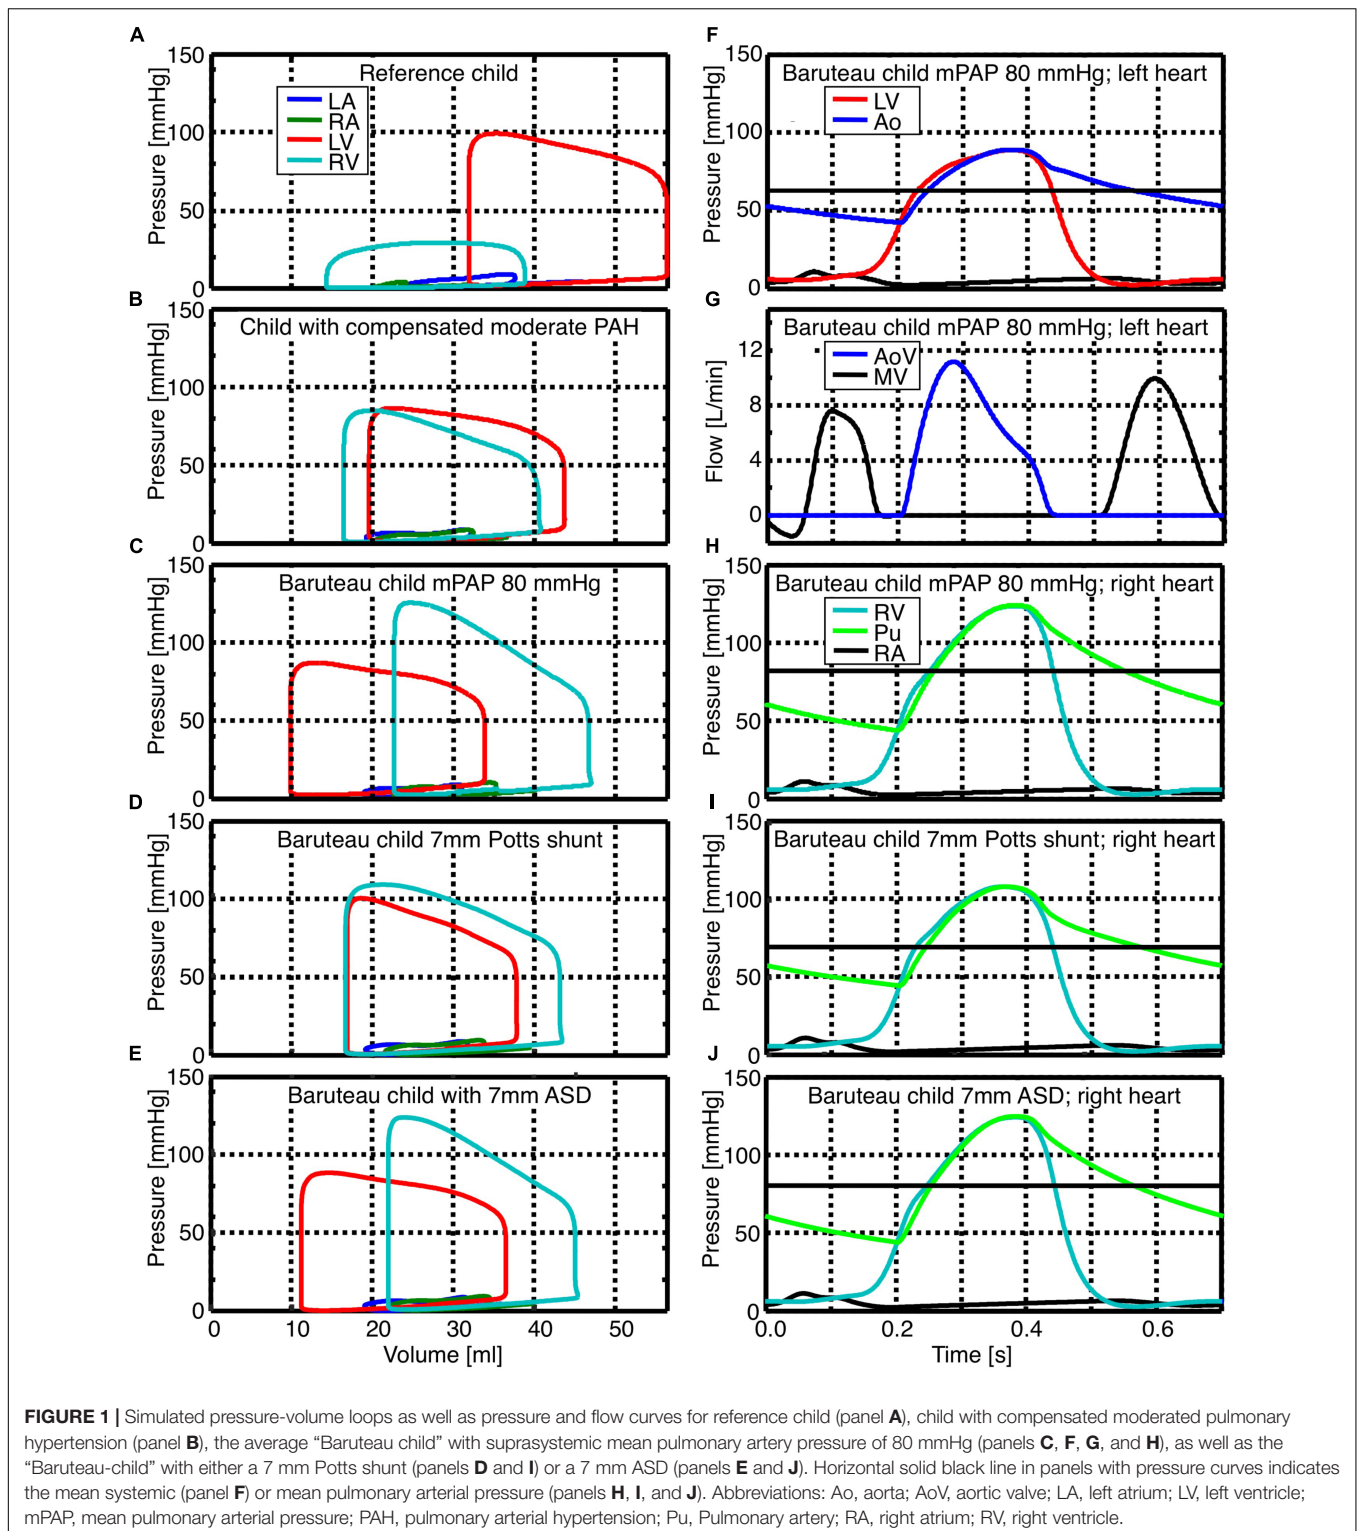 A
150
100
50
0
Pressure [mmHg]
Reference child
LA
RA
LV
RV
B
150
100
50
0
Pressure [mmHg]
Child with compensated moderate PAH
C
150
100
50
0
Pressure [mmHg]
Baruteau child mPAP 80 mmHg
D
150
100
50
0
Pressure [mmHg]
Baruteau child 7mm Potts shunt
E
150
100
50
0
Pressure [mmHg]
Baruteau child with 7mm ASD
0 10 20 30 40 50
Volume [ml]
F
150
100
50
0
Pressure [mmHg]
Baruteau child mPAP 80 mmHg; left heart
LV
Ao
G
12
8
4
0
Flow [L/min]
Baruteau child mPAP 80 mmHg; left heart
AoV
MV
H
150
100
50
0
Pressure [mmHg]
Baruteau child mPAP 80 mmHg; right heart
RV
Pu
RA
I
150
100
50
0
Pressure [mmHg]
Baruteau child 7mm Potts shunt; right heart
J
150
100
50
0
Pressure [mmHg]
Baruteau child 7mm ASD; right heart
0.0 0.2 0.4 0.6
Time [s]
FIGURE 1 | Simulated pressure-volume loops as well as pressure and flow curves for reference child (panel A), child with compensated moderated pulmonary
hypertension (panel B), the average “Baruteau child” with suprasystemic mean pulmonary artery pressure of 80 mmHg (panels C, F, G, and H), as well as the
“Baruteau-child” with either a 7 mm Potts shunt (panels D and I) or a 7 mm ASD (panels E and J). Horizontal solid black line in panels with pressure curves indicates
the mean systemic (panel F) or mean pulmonary arterial pressure (panels H, I, and J). Abbreviations: Ao, aorta; AoV, aortic valve; LA, left atrium; LV, left ventricle;
mPAP, mean pulmonary arterial pressure; PAH, pulmonary arterial hypertension; Pu, Pulmonary artery; RA, right atrium; RV, right ventricle.